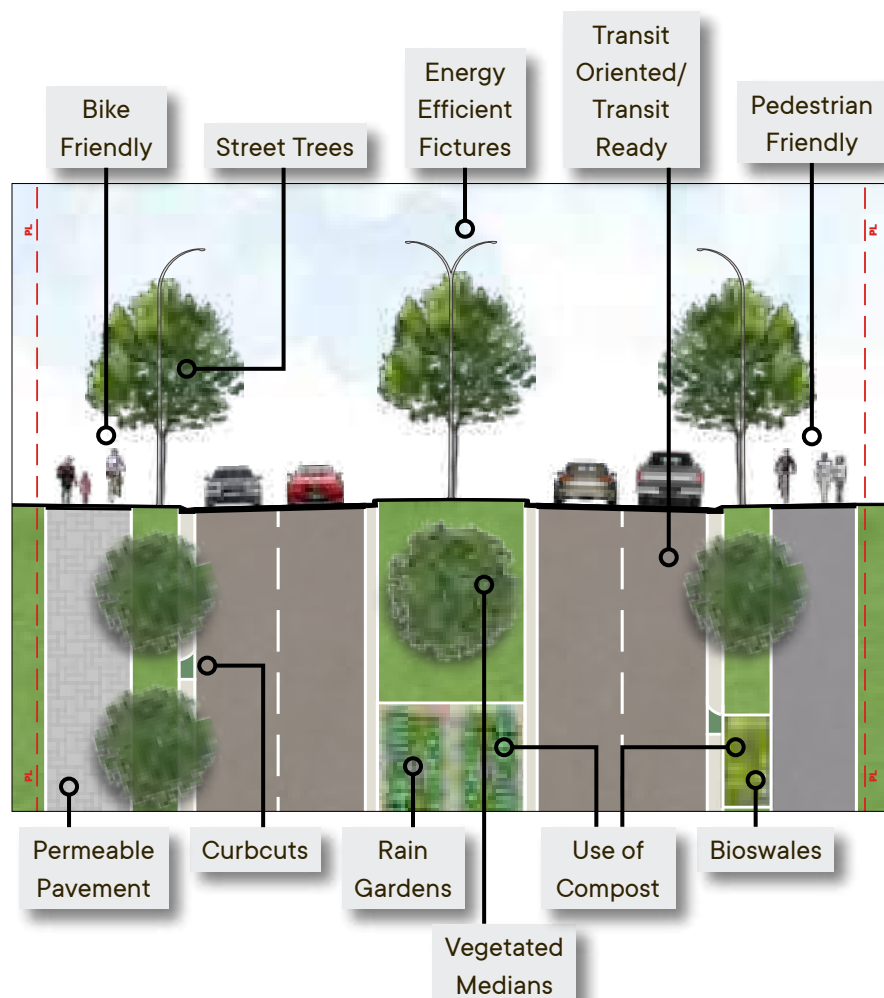 Bike
Friendly
Street Trees
Energy
Efficient
Fictures
Transit
Oriented/
Transit
Ready
Pedestrian
Friendly
PL
PL
PL
PL
Permeable
Pavement
Curbcuts
Rain
Gardens
Use of
Compost
Bioswales
Vegetated
Medians